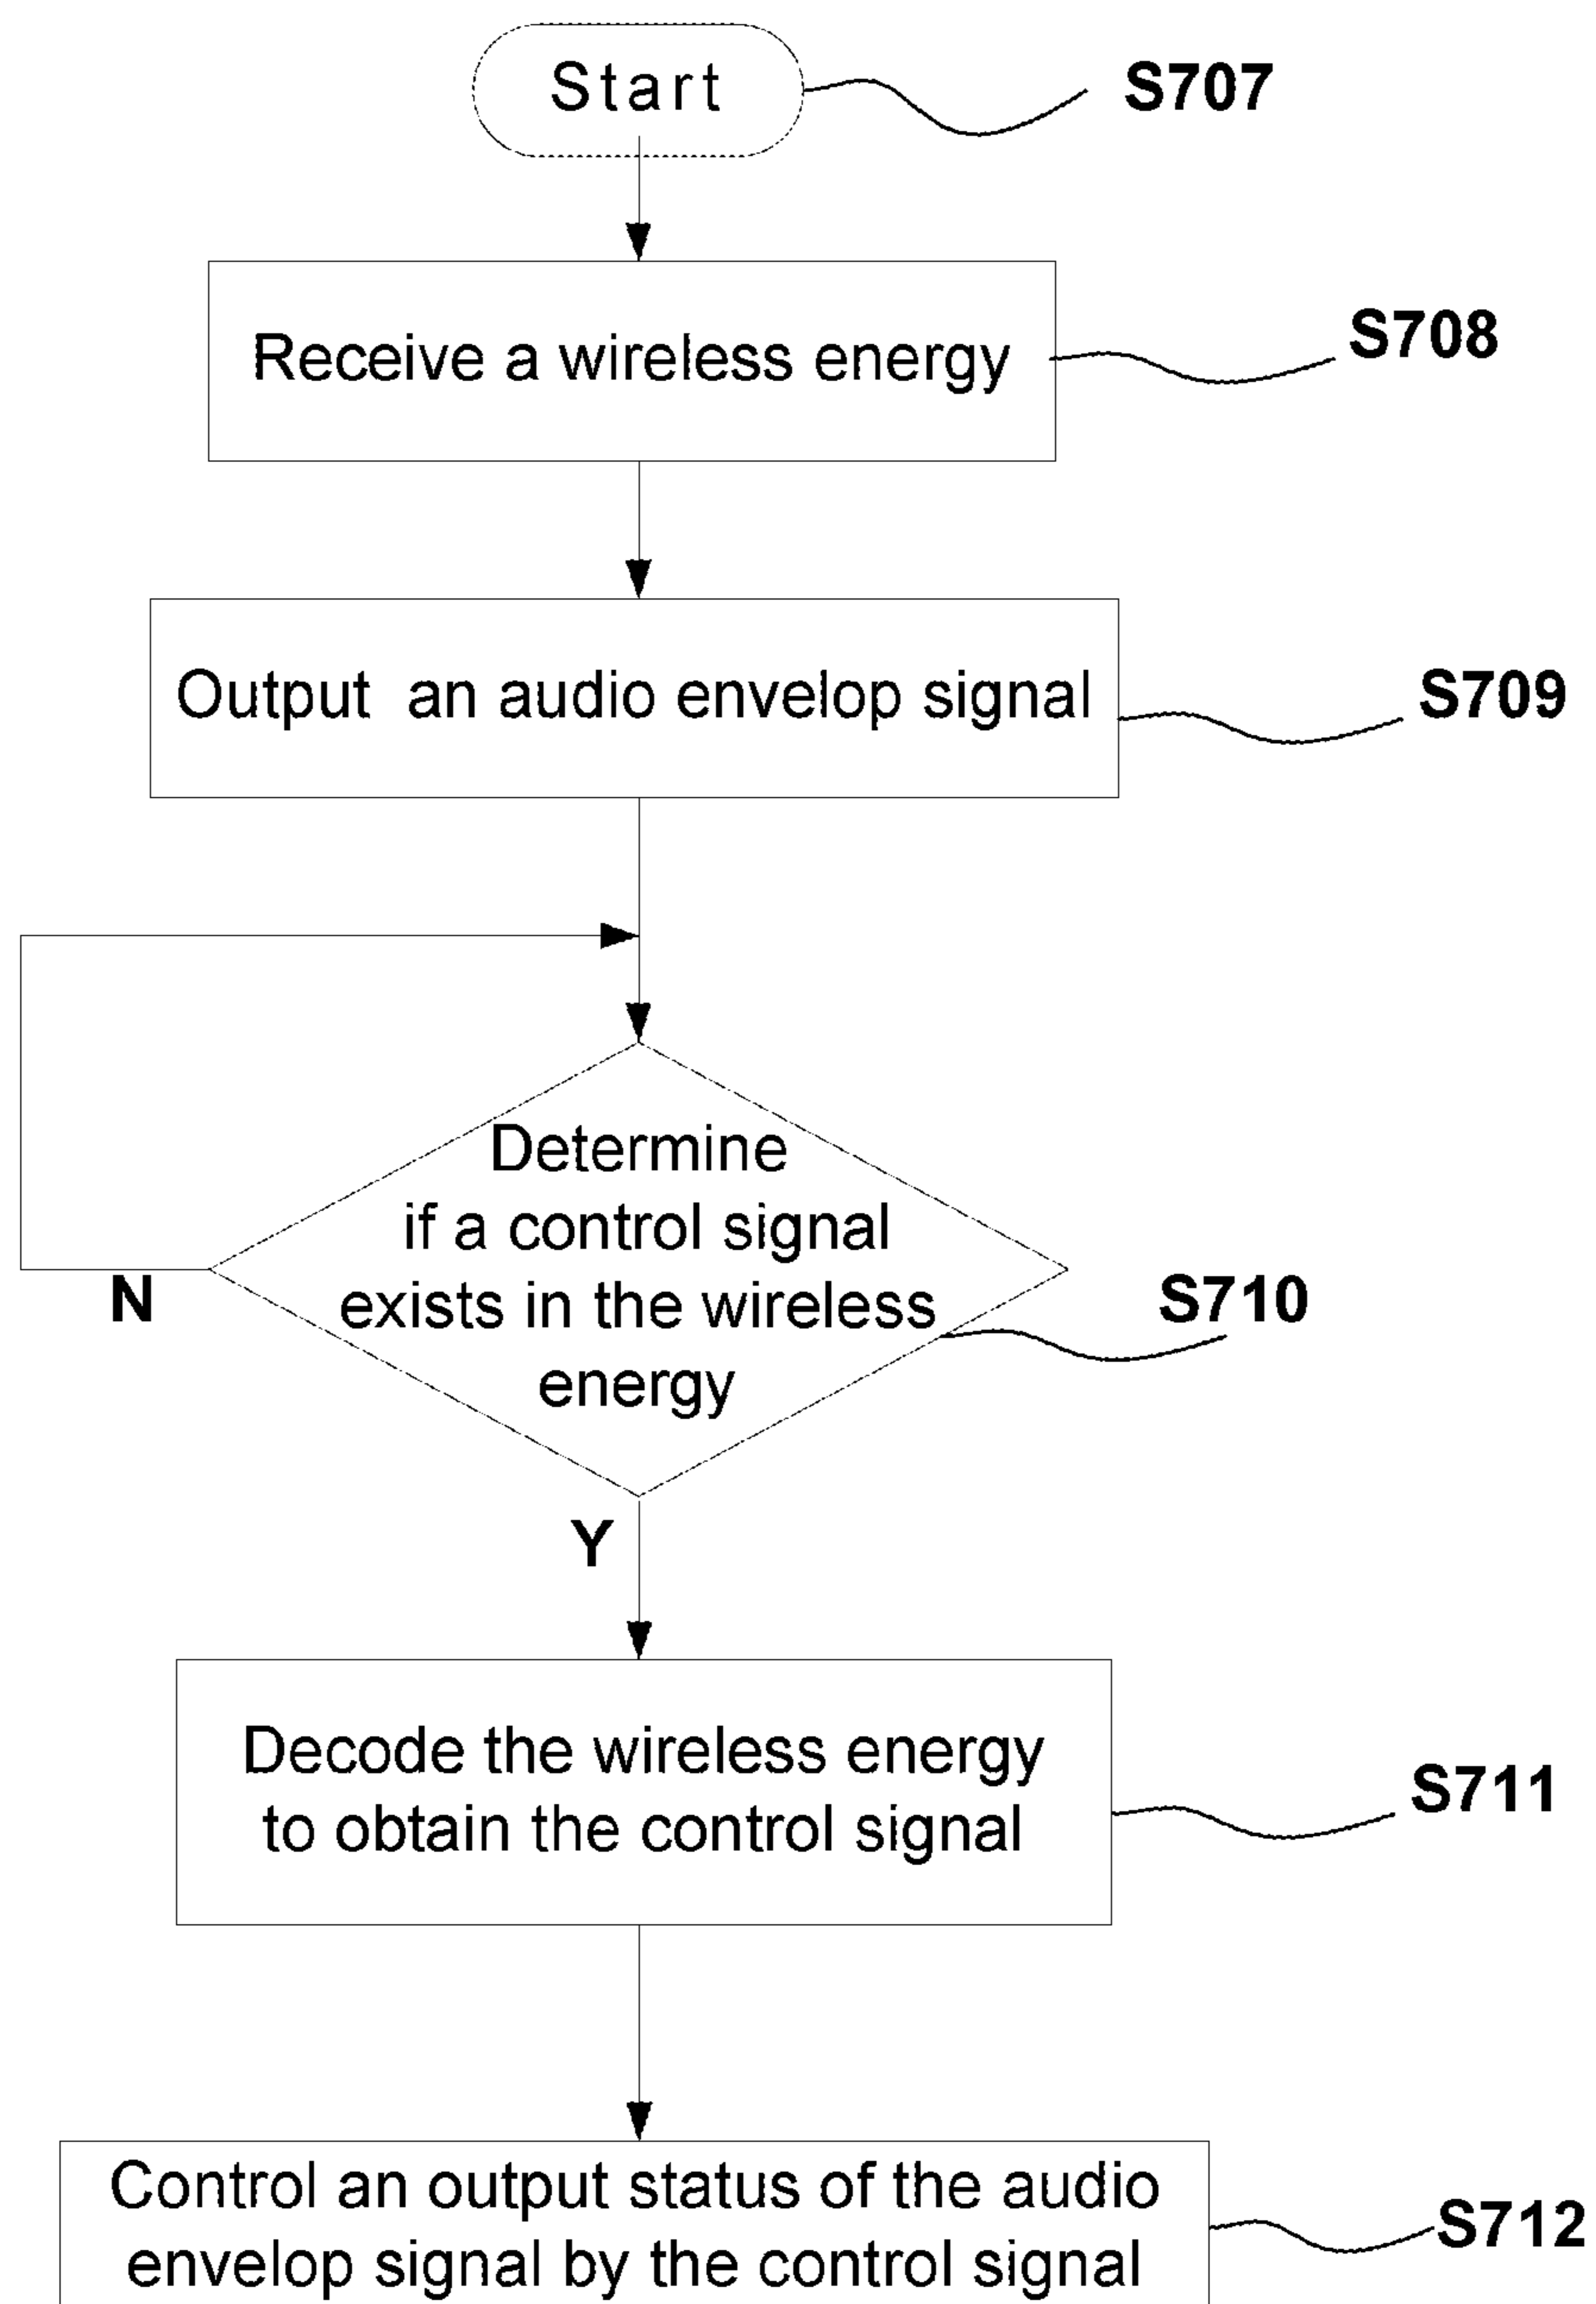 Start
S707
Receive a wireless energy
S708
Output an audio envelop signal
S709
Determine
if a control signal
exists in the wireless
energy
N
S710
Y
Decode the wireless energy
to obtain the control signal
S711
Control an output status of the audio
envelop signal by the control signal
S712